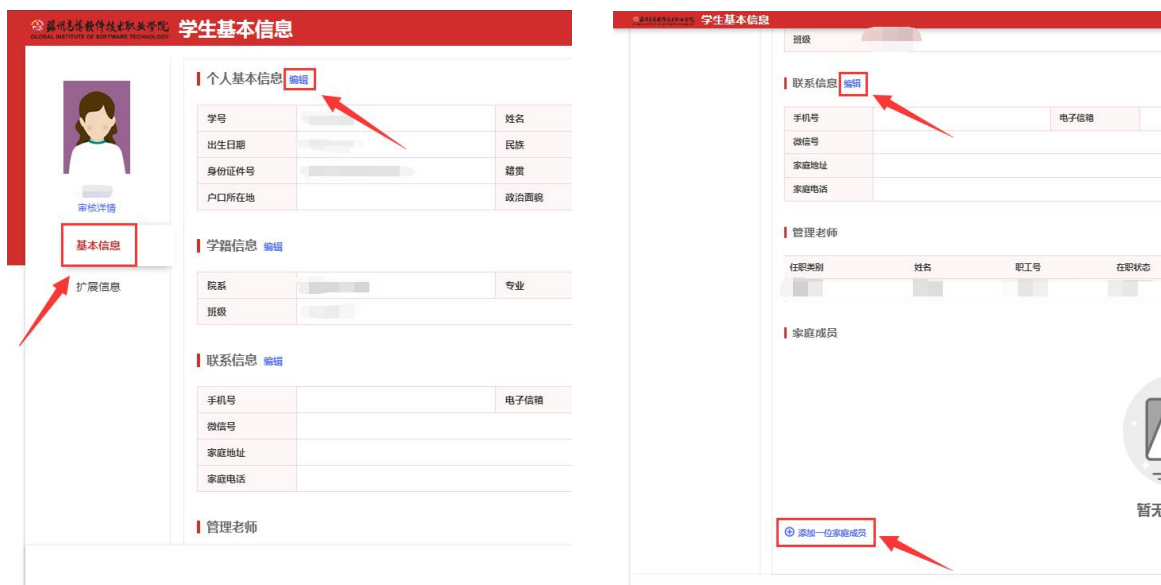 蘇州高博軟件技术职业学院 学生基本信息
GLOBAL INSTITUTE OF SOFTWARE TECHNOLOGY
审核详情
基本信息
扩展信息
个人基本信息 编辑
学号 姓名
出生日期 民族
身份证件号 籍贯
户口所在地 政治面貌
学籍信息 编辑
院系 专业
班级
联系信息 编辑
手机号 电子信箱
微信号
家庭地址
家庭电话
管理老师
学生基本信息
班级
联系信息 编辑
手机号 电子信箱
微信号
家庭地址
家庭电话
管理老师
任职类别 姓名 职工号 在职状态
家庭成员
暂无
添加一位家庭成员